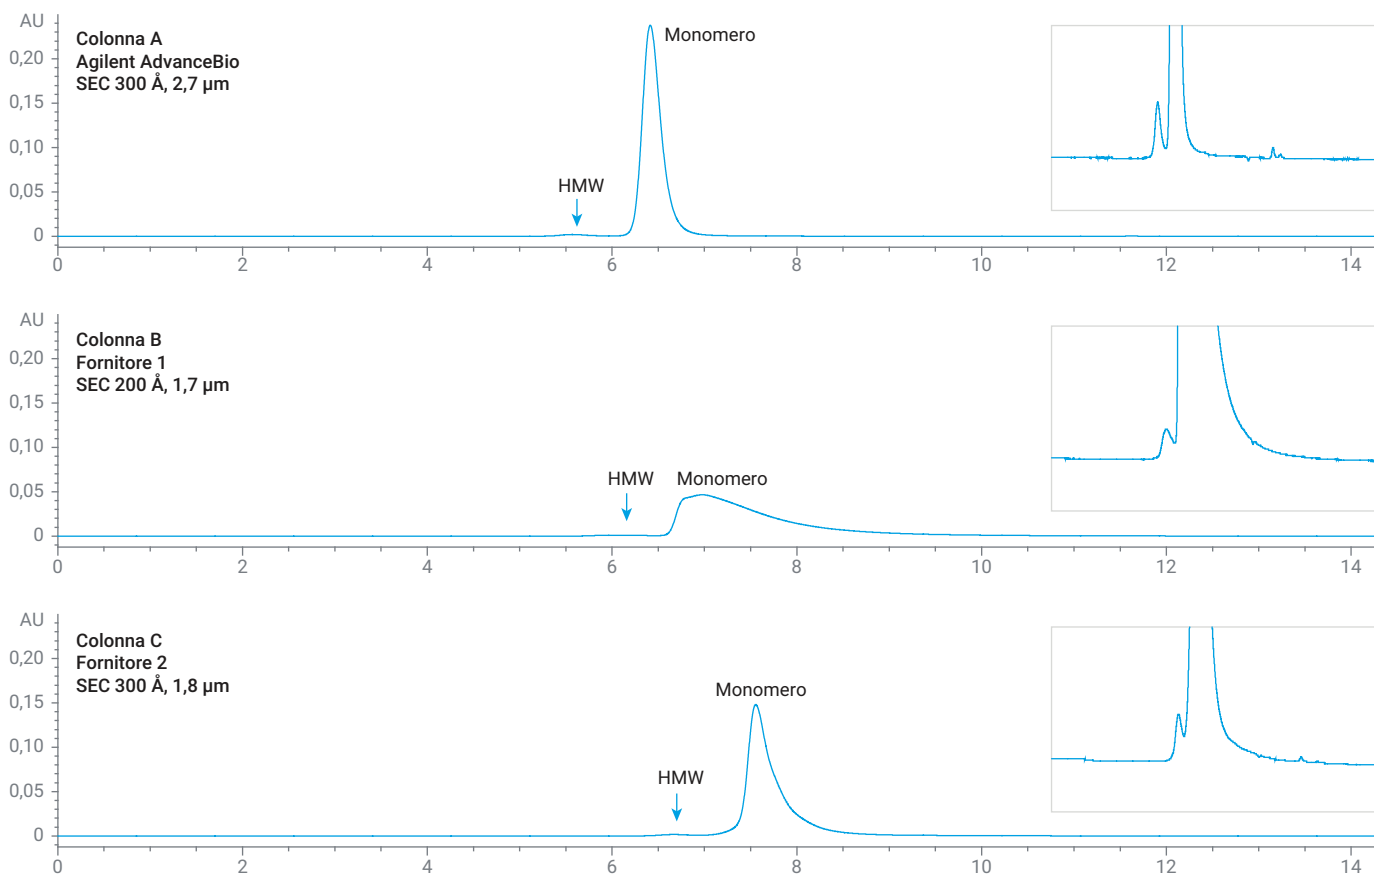 AU
Colonna A
Agilent AdvanceBio
SEC 300 Å, 2,7 µm
Monomero
HMW
0,20
0,15
0,10
0,05
0
0 2 4 6 8 10 12 14
AU
Colonna B
Fornitore 1
SEC 200 Å, 1,7 µm
HMW Monomero
0,20
0,15
0,10
0,05
0
0 2 4 6 8 10 12 14
AU
Colonna C
Fornitore 2
SEC 300 Å, 1,8 µm
Monomero
HMW
0,20
0,15
0,10
0,05
0
0 2 4 6 8 10 12 14